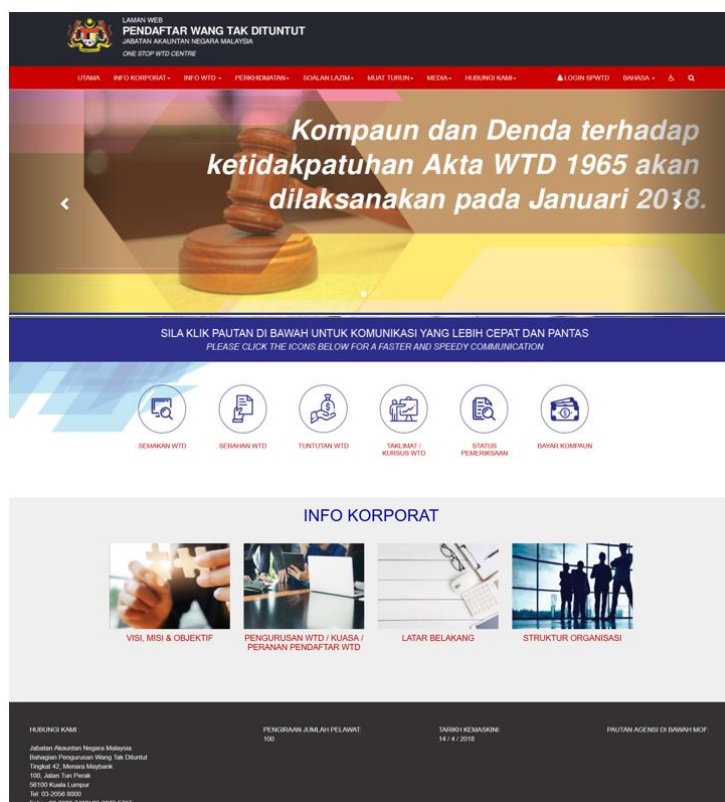 LAMAN WEB
PENDAFTAR WANG TAK DITUNTUT
JABATAN AKAUNTAN NEGARA MALAYSIA
ONE STOP WTD CENTRE
UTAMA INFO KORPORAT INFO WTD PERKHIDMATAN SOALAN LAZIM MUAT TURUN MEDIA HUBUNGI KAMI LOGIN SPWTD BAHASA
Kompaun dan Denda terhadap
ketidakpatuhan Akta WTD 1965 akan
dilaksanakan pada Januari 2018.
SILA KLIK PAUTAN DI BAWAH UNTUK KOMUNIKASI YANG LEBIH CEPAT DAN PANTAS
PLEASE CLICK THE ICONS BELOW FOR A FASTER AND SPEEDY COMMUNICATION
SEMAKAN WTD
SERAHAN WTD
TUNTUTAN WTD
TAKLIMAT /
KURSUS WTD
STATUS
PEMERIKSAAN
BAYAR KOMPAUN
INFO KORPORAT
VISI, MISI & OBJEKTIF
PENGURUSAN WTD / KUASA /
PERANAN PENDAFTAR WTD
LATAR BELAKANG
STRUKTUR ORGANISASI
HUBUNGI KAMI :
Jabatan Akauntan Negara Malaysia
Bahagian Pengurusan Wang Tak Dituntut
Tingkat 42, Menara Maybank
100, Jalan Tun Perak
56100 Kuala Lumpur
Tel: 03-2058 8000
PENGIRAAN JUMLAH PELAWAT:
100
TARIKH KEMASKINI:
14 / 4 / 2018
PAUTAN AGENSI DI BAWAH MOF: